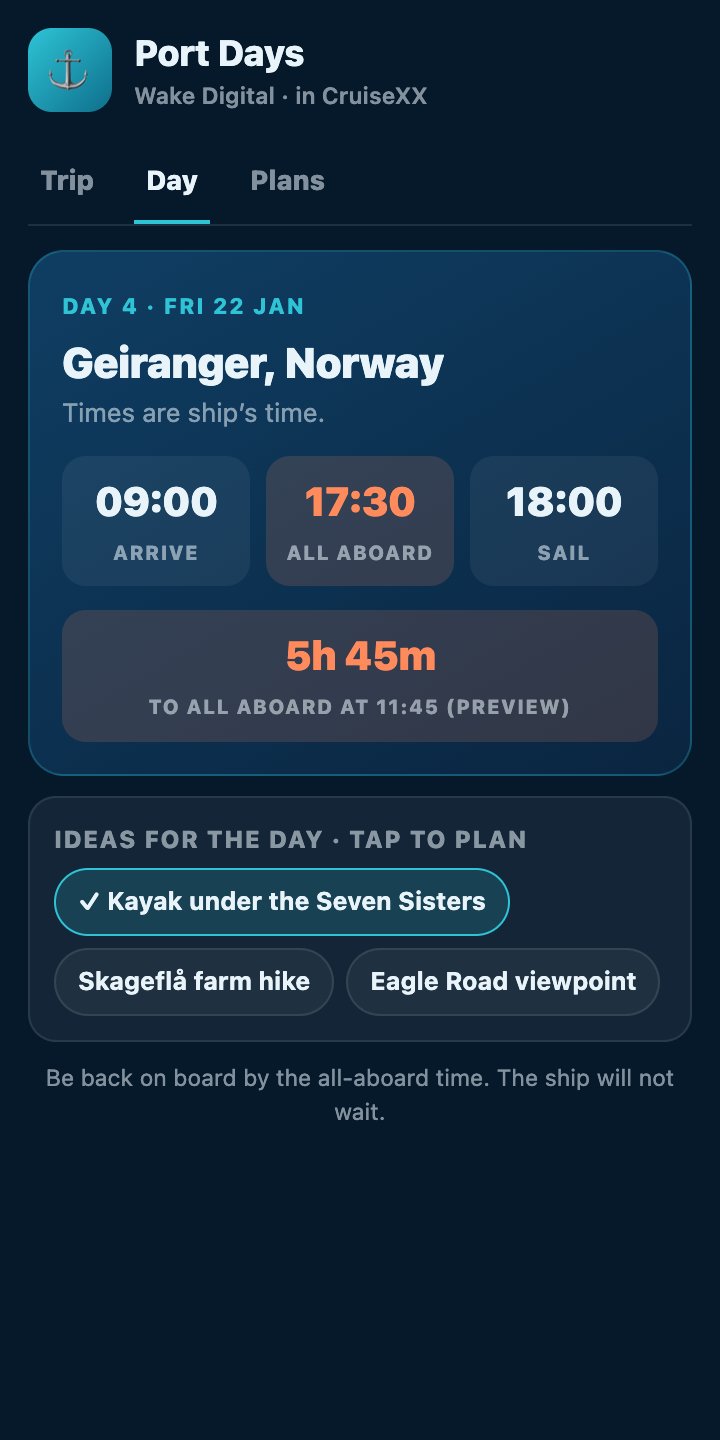 Port Days
Wake Digital · in CruiseXX
Trip Day Plans
DAY 4 · FRI 22 JAN
Geiranger, Norway
Times are ship’s time.
09:00 17:30 18:00
ARRIVE ALL ABOARD SAIL
5h 45m
TO ALL ABOARD AT 11:45 (PREVIEW)
IDEAS FOR THE DAY · TAP TO PLAN
✓ Kayak under the Seven Sisters
Skageflå farm hike Eagle Road viewpoint
Be back on board by the all-aboard time. The ship will not
wait.